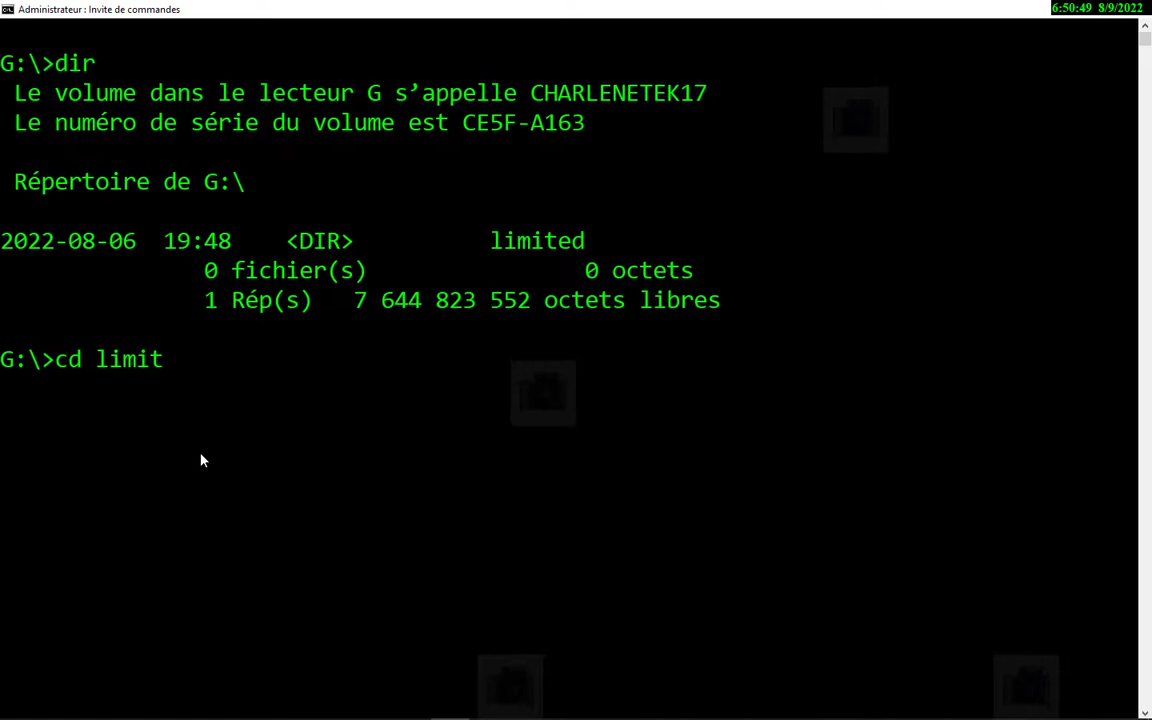 Administrateur : Invite de commandes
6:50:49 8/9/2022
G:\>dir
Le volume dans le lecteur G s’appelle CHARLENETEK17
Le numéro de série du volume est CE5F-A163
Répertoire de G:\
2022-08-06 19:48 <DIR> limited
0 fichier(s) 0 octets
1 Rép(s) 7 644 823 552 octets libres
G:\>cd limit